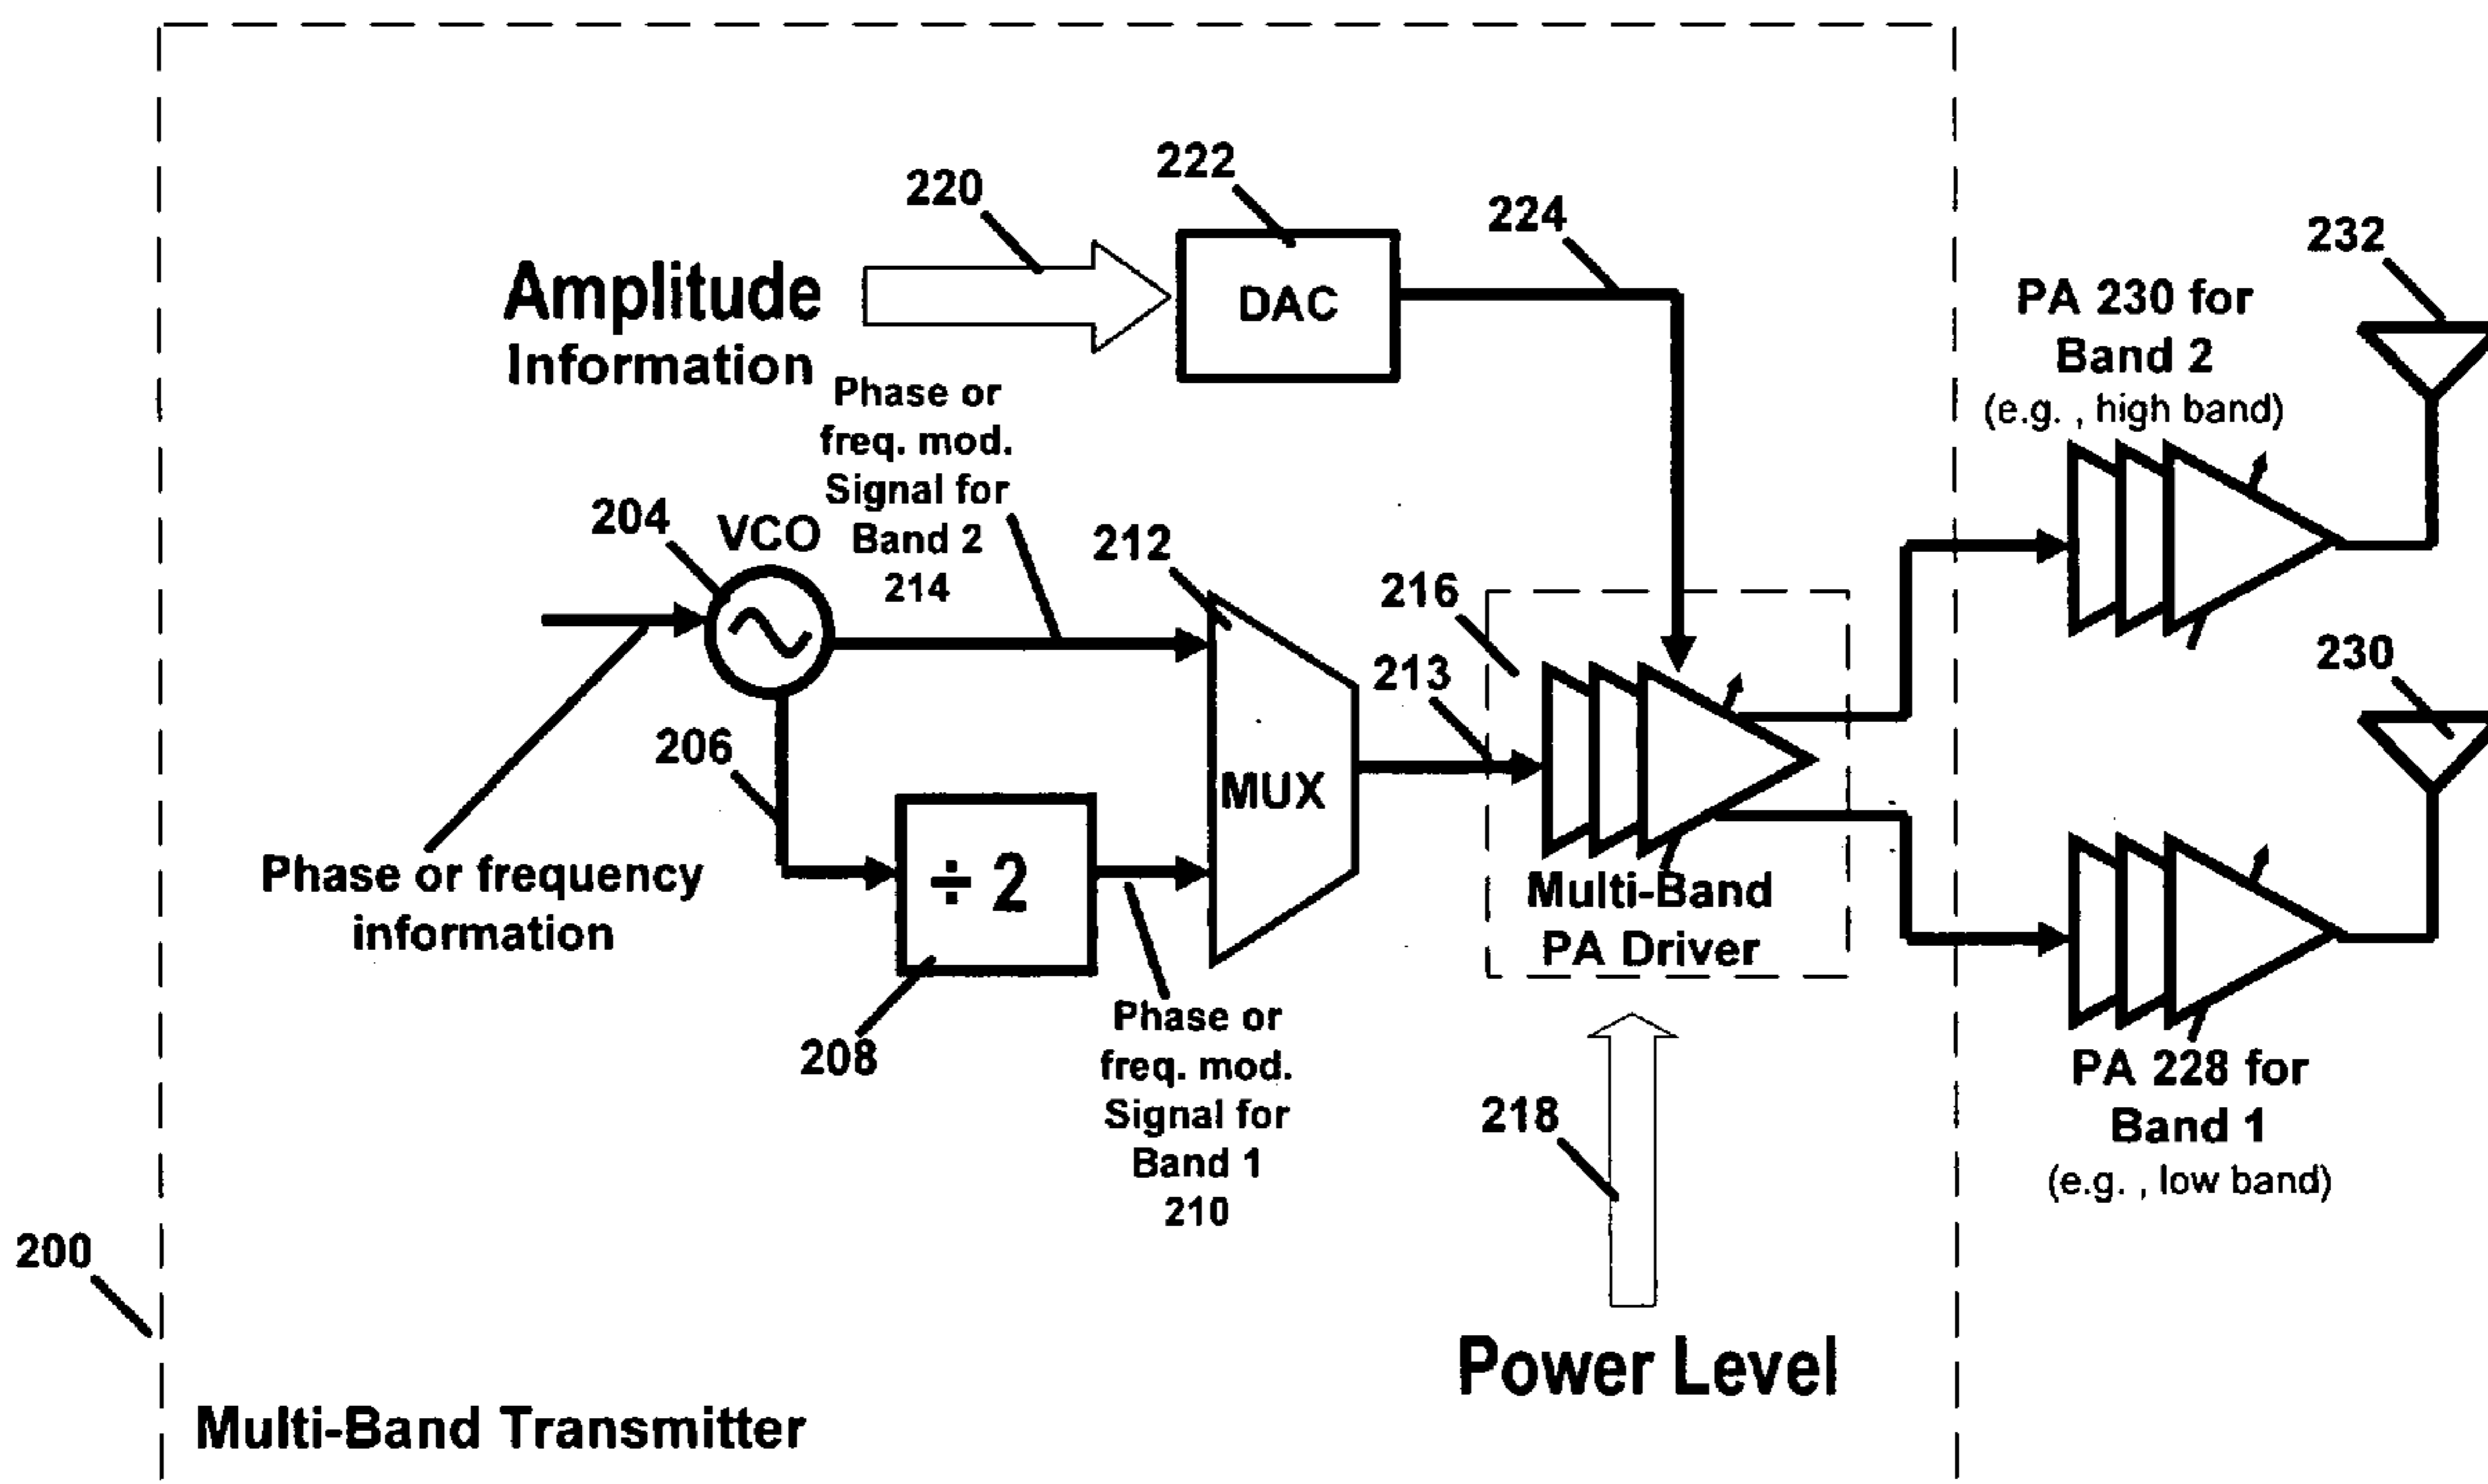 222
220
224
232
Amplitude
Information
DAC
PA 230 for
Band 2
(e.g. , high band)
Phase or
freq. mod.
Signal for
Band 2
214
204
VCO
212
216
213
230
206
MUX
÷ 2
Phase or frequency
information
Multi-Band
PA Driver
208
Phase or
freq. mod.
Signal for
Band 1
210
218
PA 228 for
Band 1
(e.g. , low band)
200
Power Level
Multi-Band Transmitter